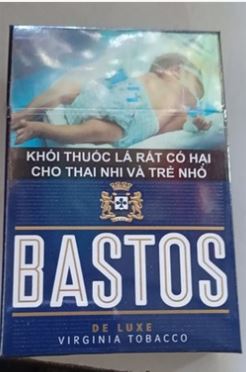 KHÓI THUỐC LÁ RẤT CÓ HẠI
CHO THAI NHI VÀ TRẺ NHỎ
BASTOS
DE LUXE
VIRGINIA TOBACCO